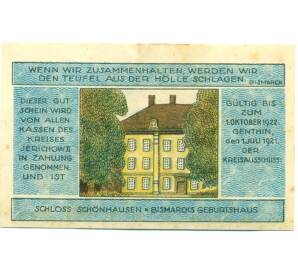 WENN WIR ZUSAMMENHALTEN, WERDEN WIR
DEN TEUFEL AUS DER HÖLLE SCHLAGEN.
BISMARCK
DIESER GUT
SCHEIN WIRD
VON ALLEN
KASSEN DES
KREISES
JERICHOW II
IN ZAHLUNG
GENOMMEN
UND IST
GÜLTIG BIS
ZUM
1.OKTOBER 1922.
GENTHIN,
den 1.JULI 1921.
DER
KREISAUSSCHUSS:
SCHLOSS SCHÖNHAUSEN • BISMARCKS GEBURTSHAUS